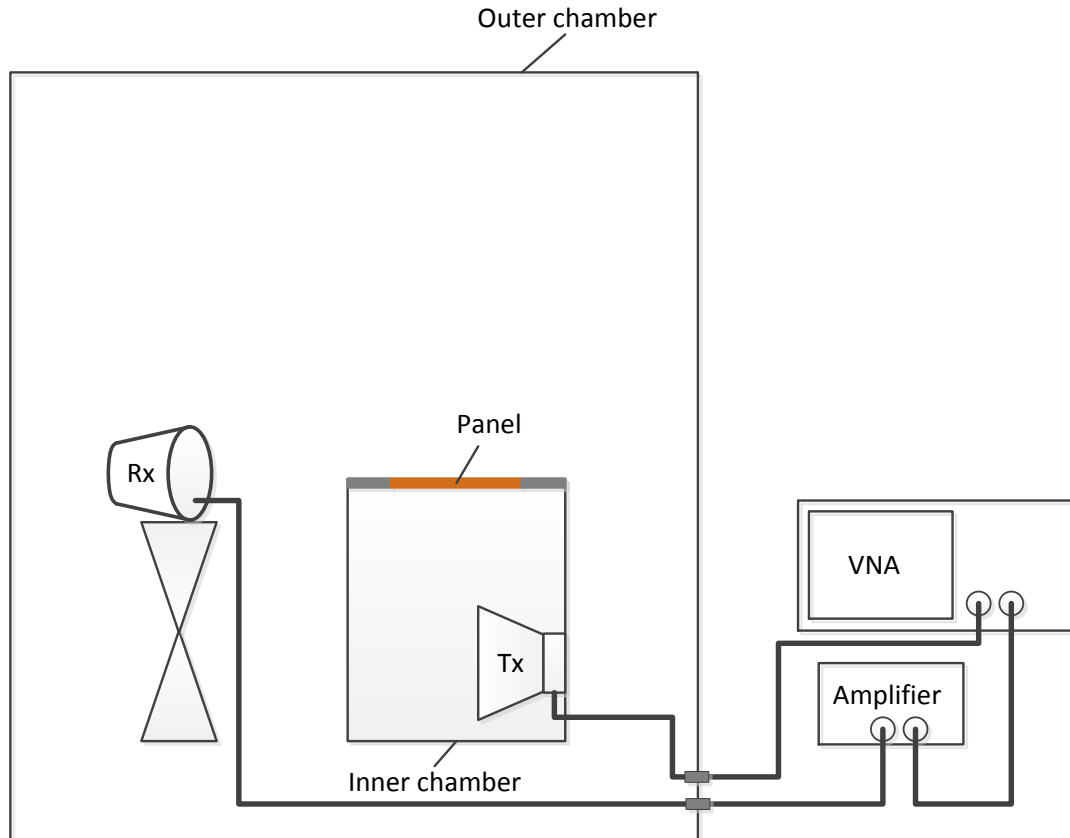 Outer chamber
Panel
Rx
VNA
Tx
Amplifier
Inner chamber